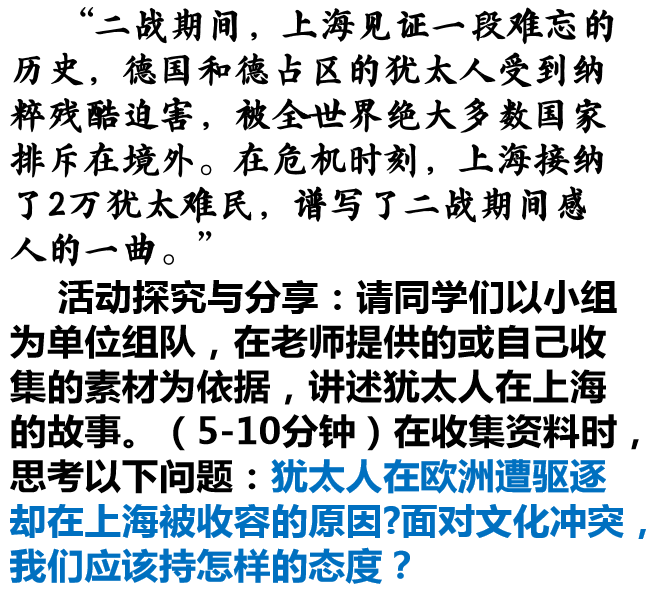 “二战期间，上海见证一段难忘的
历史，德国和德占区的犹太人受到纳
粹残酷迫害，被全世界绝大多数国家
排斥在境外。在危机时刻，上海接纳
了2万犹太难民，谱写了二战期间感
人的一曲。”
活动探究与分享：请同学们以小组
为单位组队，在老师提供的或自己收
集的素材为依据，讲述犹太人在上海
的故事。（5-10分钟）在收集资料时，
思考以下问题：犹太人在欧洲遭驱逐
却在上海被收容的原因?面对文化冲突，
我们应该持怎样的态度？